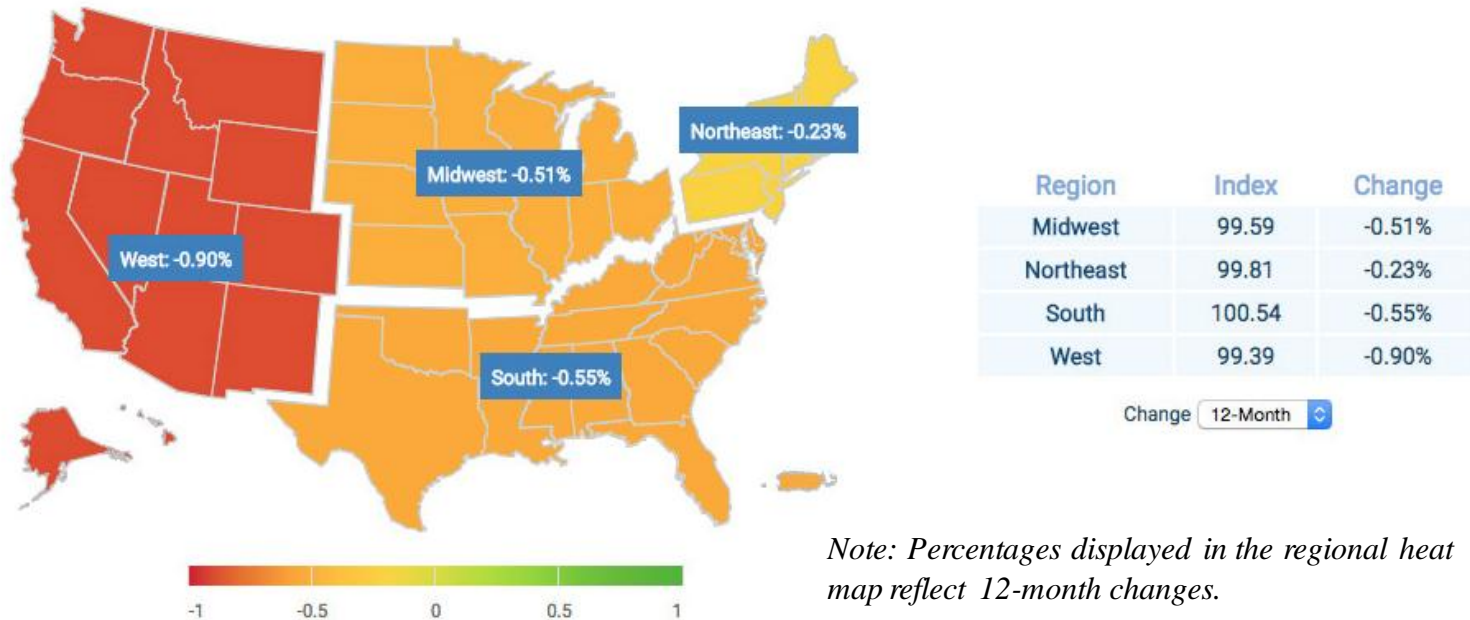 Northeast: -0.23%
Midwest: -0.51%
West: -0.90%
South: -0.55%
-1 -0.5 0 0.5 1
Region Index Change
Midwest 99.59 -0.51%
Northeast 99.81 -0.23%
South 100.54 -0.55%
West 99.39 -0.90%
Change 12-Month
Note: Percentages displayed in the regional heat
map reflect 12-month changes.